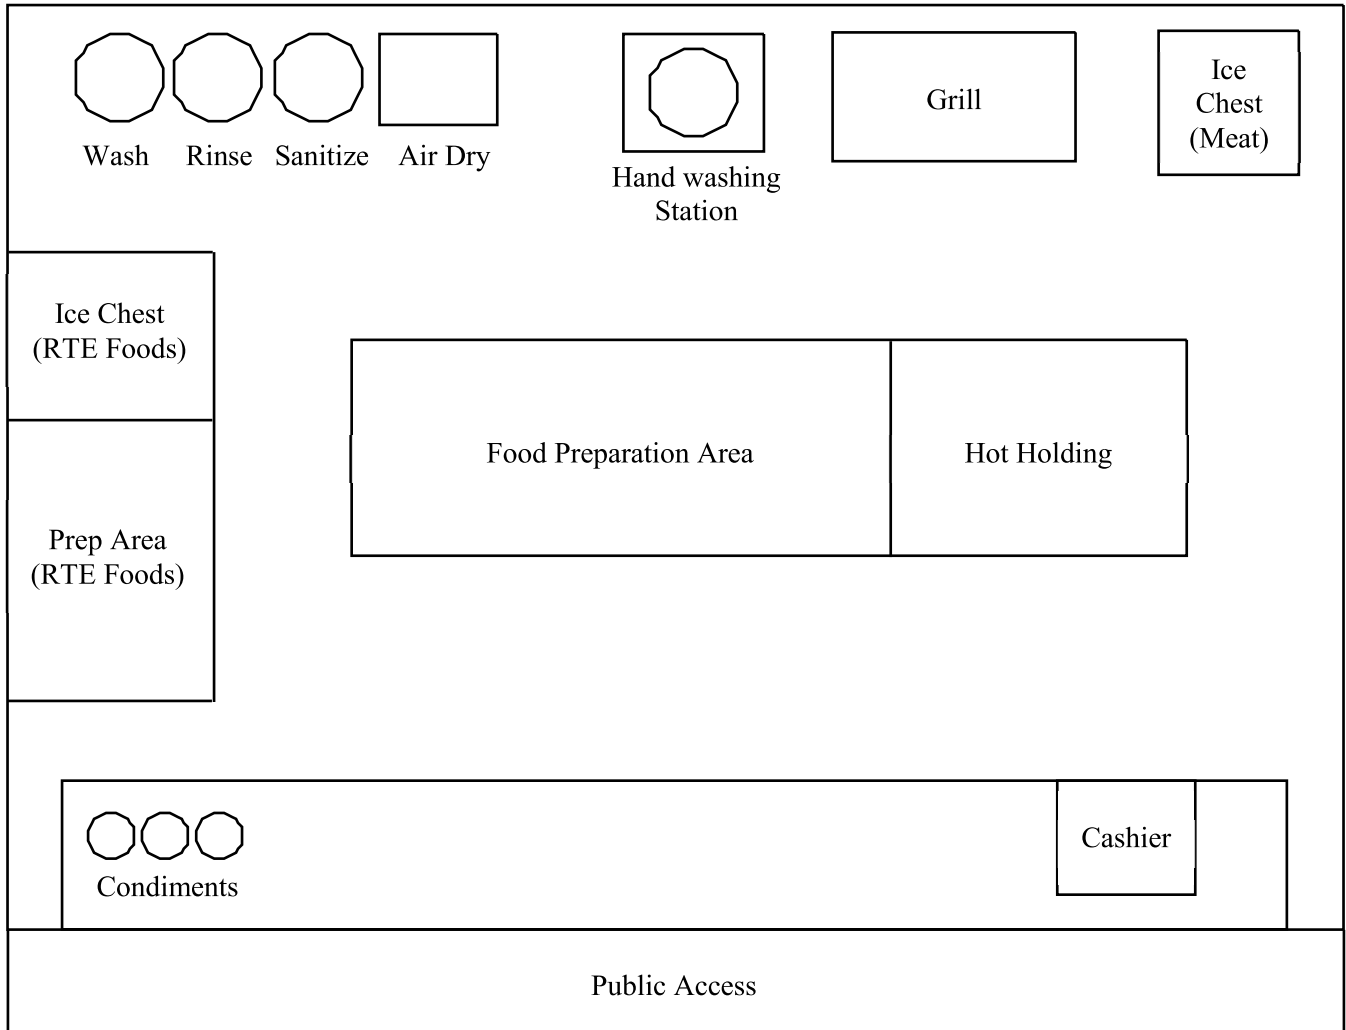 Wash
Rinse
Sanitize
Air Dry
Hand washing
Station
Grill
Ice
Chest
(Meat)
Ice Chest
(RTE Foods)
Food Preparation Area
Hot Holding
Prep Area
(RTE Foods)
Condiments
Cashier
Public Access